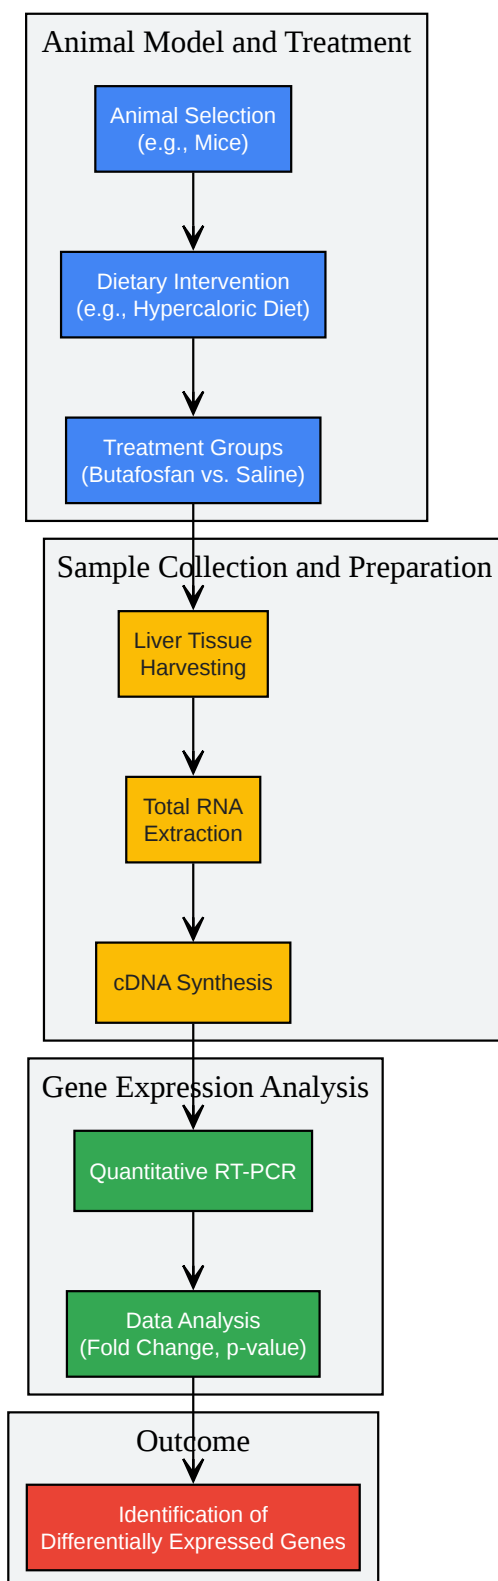 Animal Model and Treatment
Animal Selection
(e.g., Mice)
Dietary Intervention
(e.g., Hypercaloric Diet)
Treatment Groups
(Butafosfan vs. Saline)
Sample Collection and Preparation
Liver Tissue
Harvesting
Total RNA
Extraction
cDNA Synthesis
Gene Expression Analysis
Quantitative RT-PCR
Data Analysis
(Fold Change, p-value)
Outcome
Identification of
Differentially Expressed Genes